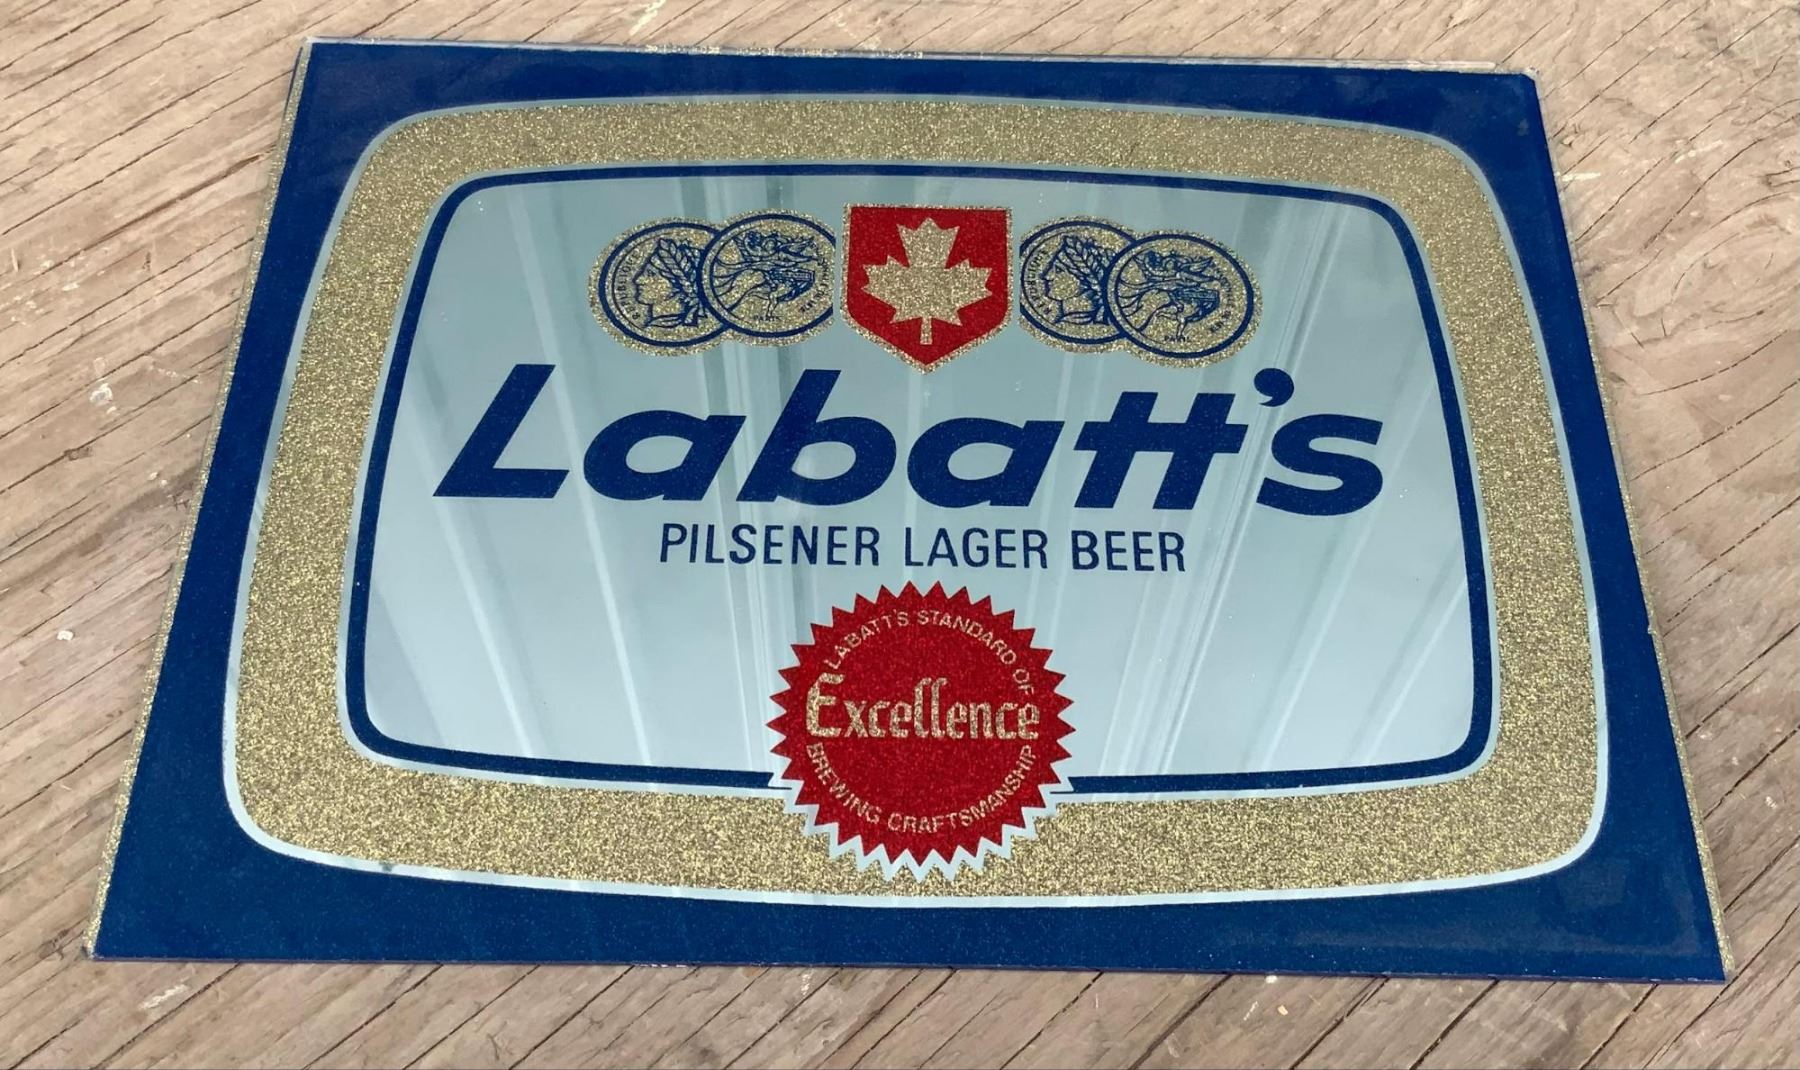 Labatt's
PILSENER LAGER BEER
LABATT'S STANDARD OF
Excellence
BREWING CRAFTSMANSHIP